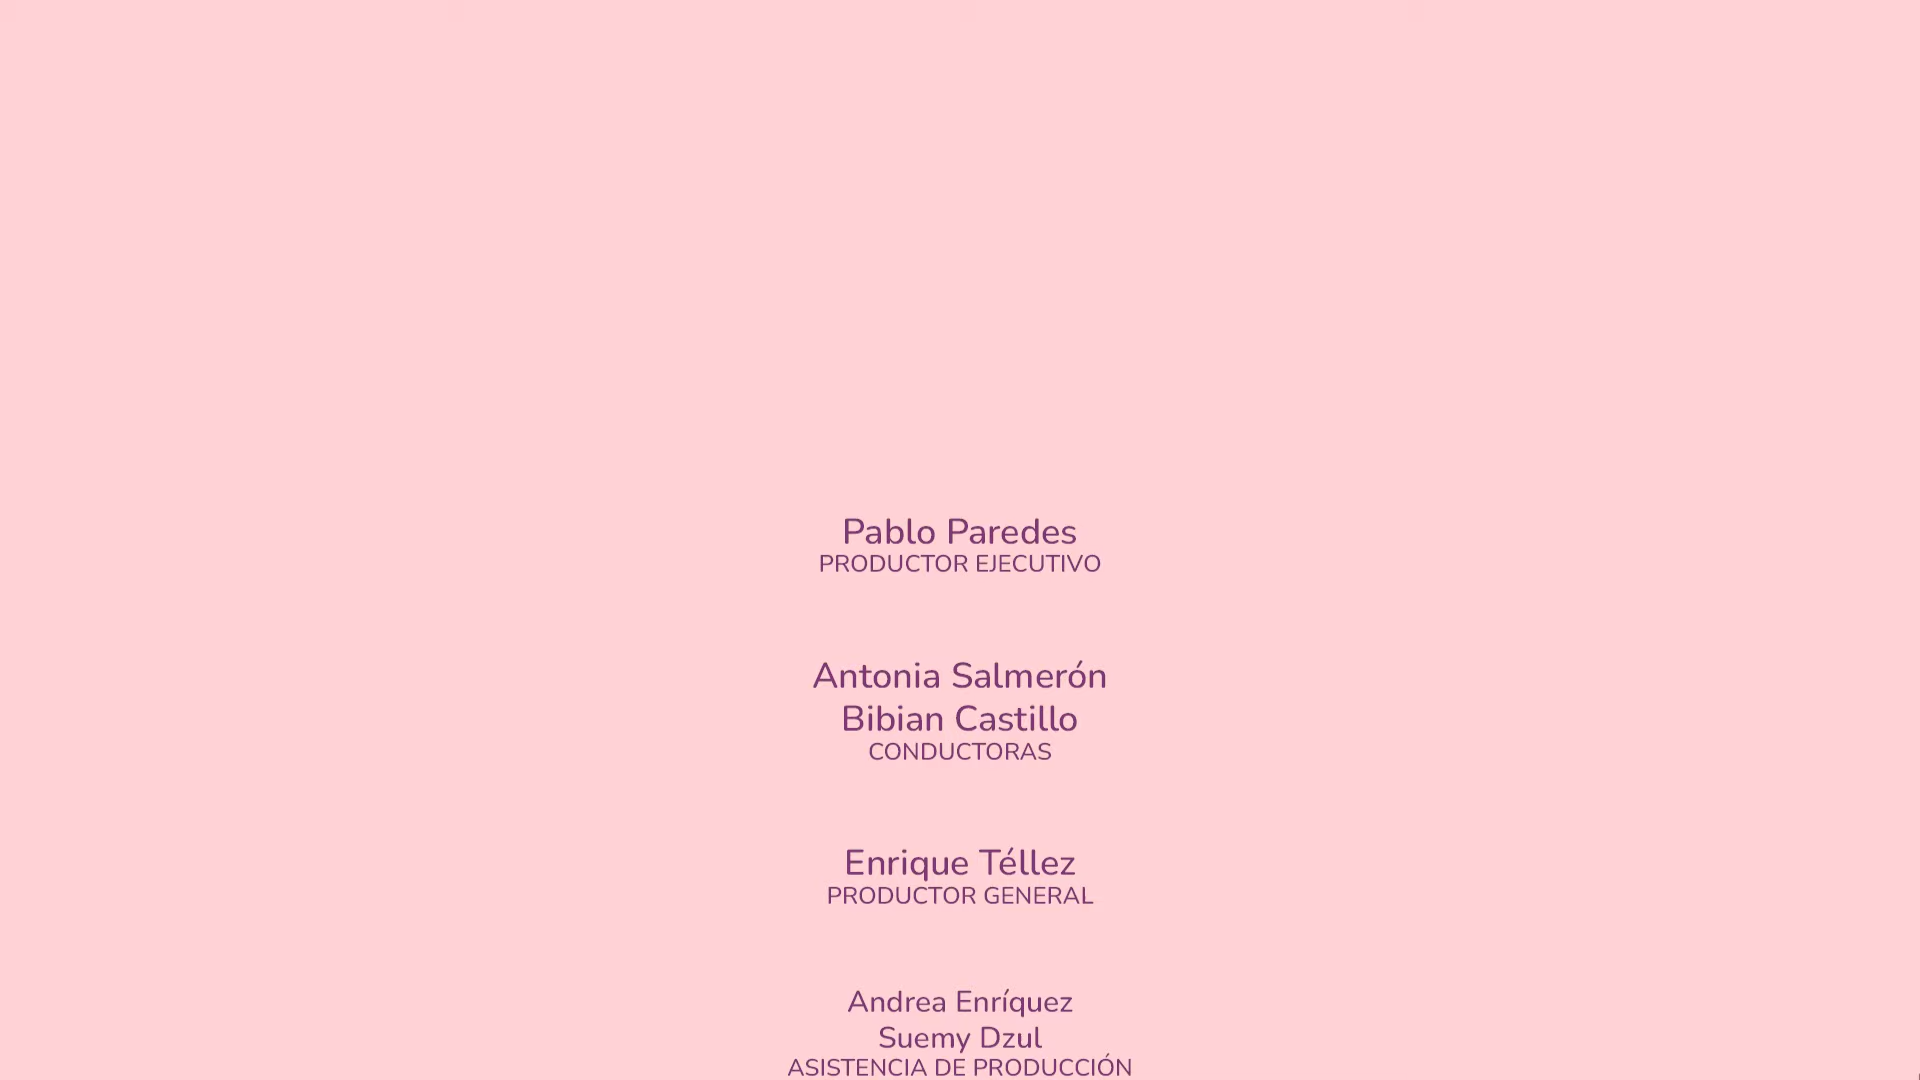 Pablo Paredes
PRODUCTOR EJECUTIVO
Antonia Salmerón
Bibian Castillo
CONDUCTORAS
Enrique Téllez
PRODUCTOR GENERAL
Andrea Enríquez
Suemy Dzul
ASISTENCIA DE PRODUCCIÓN